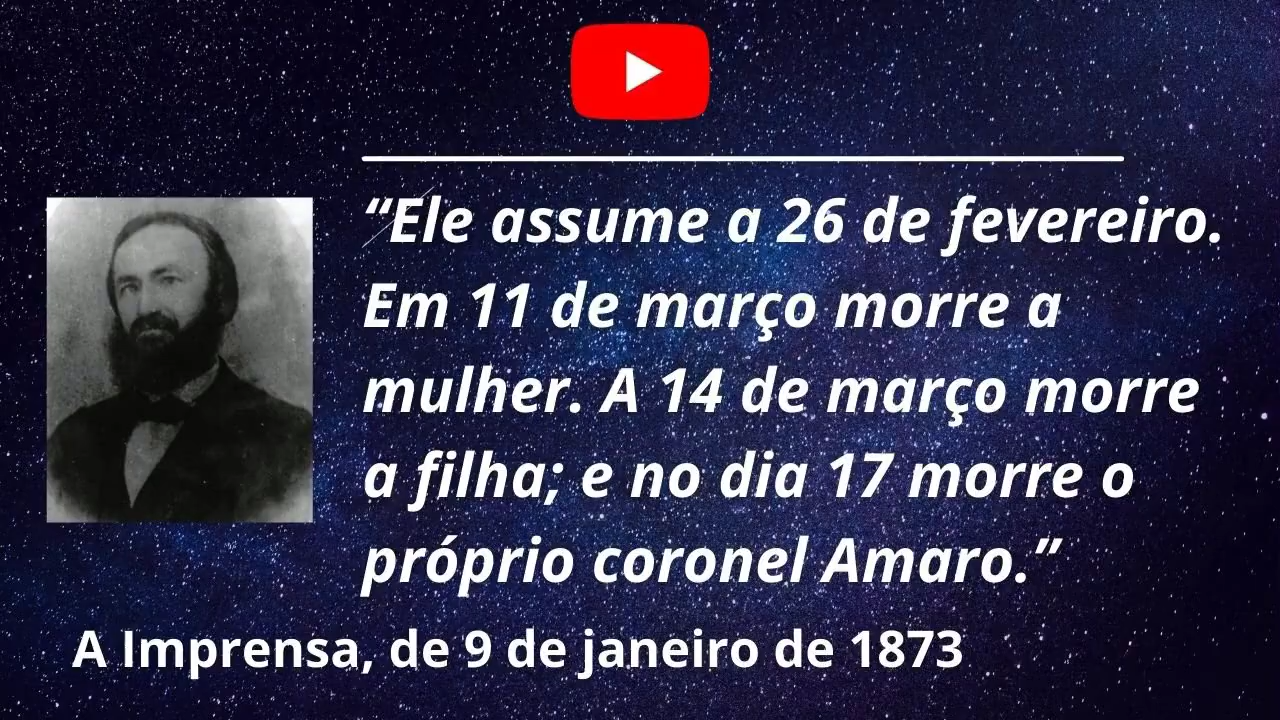 “Ele assume a 26 de fevereiro.
Em 11 de março morre a
mulher. A 14 de março morre
a filha; e no dia 17 morre o
próprio coronel Amaro.”
A Imprensa, de 9 de janeiro de 1873